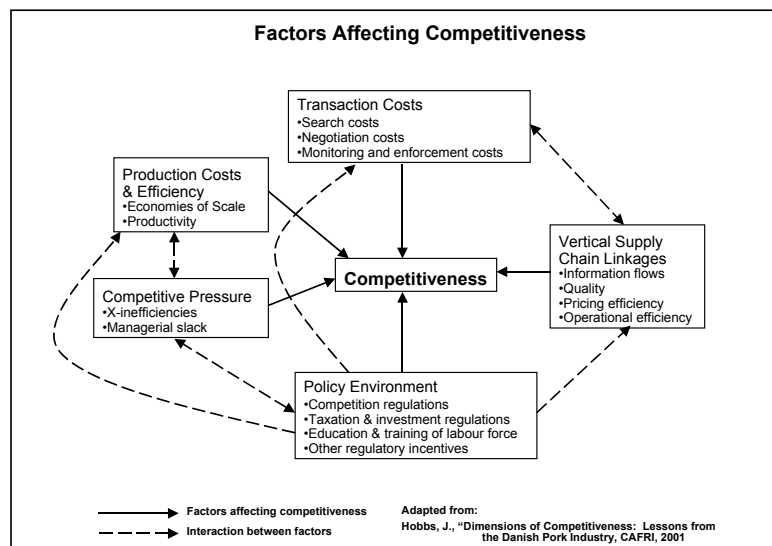 Factors Affecting Competitiveness
Transaction Costs
•Search costs
•Negotiation costs
•Monitoring and enforcement costs
Production Costs
& Efficiency
•Economies of Scale
•Productivity
Vertical Supply
Chain Linkages
•Information flows
•Quality
•Pricing efficiency
•Operational efficiency
Competitiveness
Competitive Pressure
•X-inefficiencies
•Managerial slack
Policy Environment
•Competition regulations
•Taxation & investment regulations
•Education & training of labour force
•Other regulatory incentives
Factors affecting competitiveness
Interaction between factors
Adapted from:
Hobbs, J., “Dimensions of Competitiveness: Lessons from
the Danish Pork Industry, CAFRI, 2001